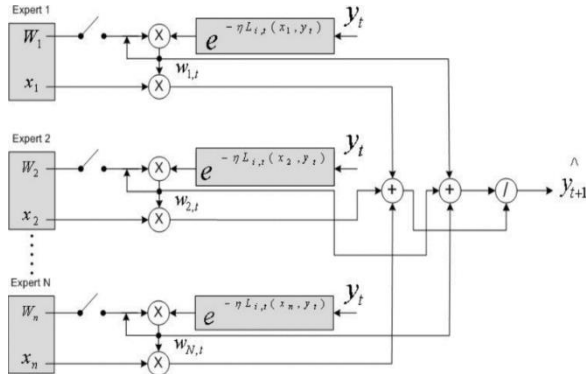 Expert 1
W₁
X
e^{-ηL_{i,t}(x₁,y_t)}
y_t
w_{1,t}
x₁
X
Expert 2
W₂
X
e^{-ηL_{i,t}(x₂,y_t)}
y_t
w_{2,t}
x₂
X
+
+
/
ŷ_{t+1}
Expert N
W_n
X
e^{-ηL_{i,t}(x_n,y_t)}
y_t
w_{N,t}
x_n
X